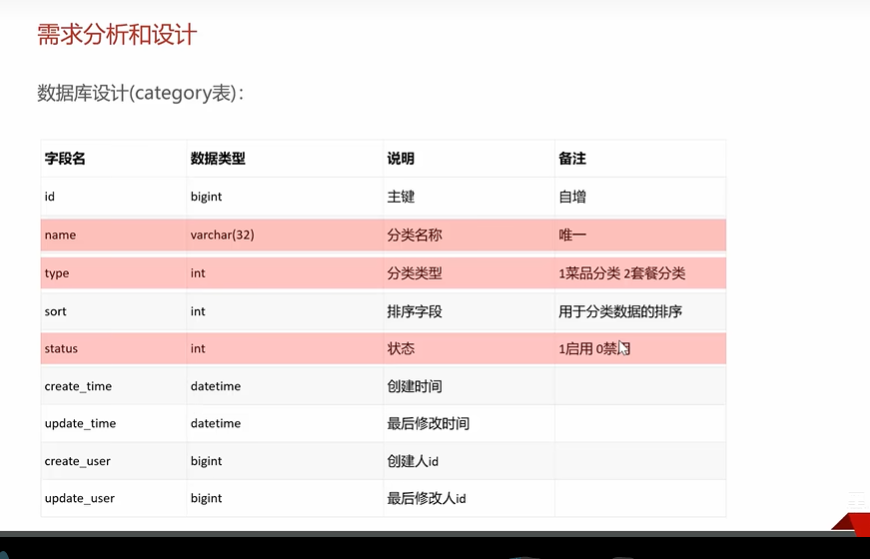 需求分析和设计
数据库设计(category表)：
字段名 数据类型 说明 备注
id bigint 主键 自增
name varchar(32) 分类名称 唯一
type int 分类类型 1菜品分类 2套餐分类
sort int 排序字段 用于分类数据的排序
status int 状态 1启用 0禁用
create_time datetime 创建时间
update_time datetime 最后修改时间
create_user bigint 创建人id
update_user bigint 最后修改人id